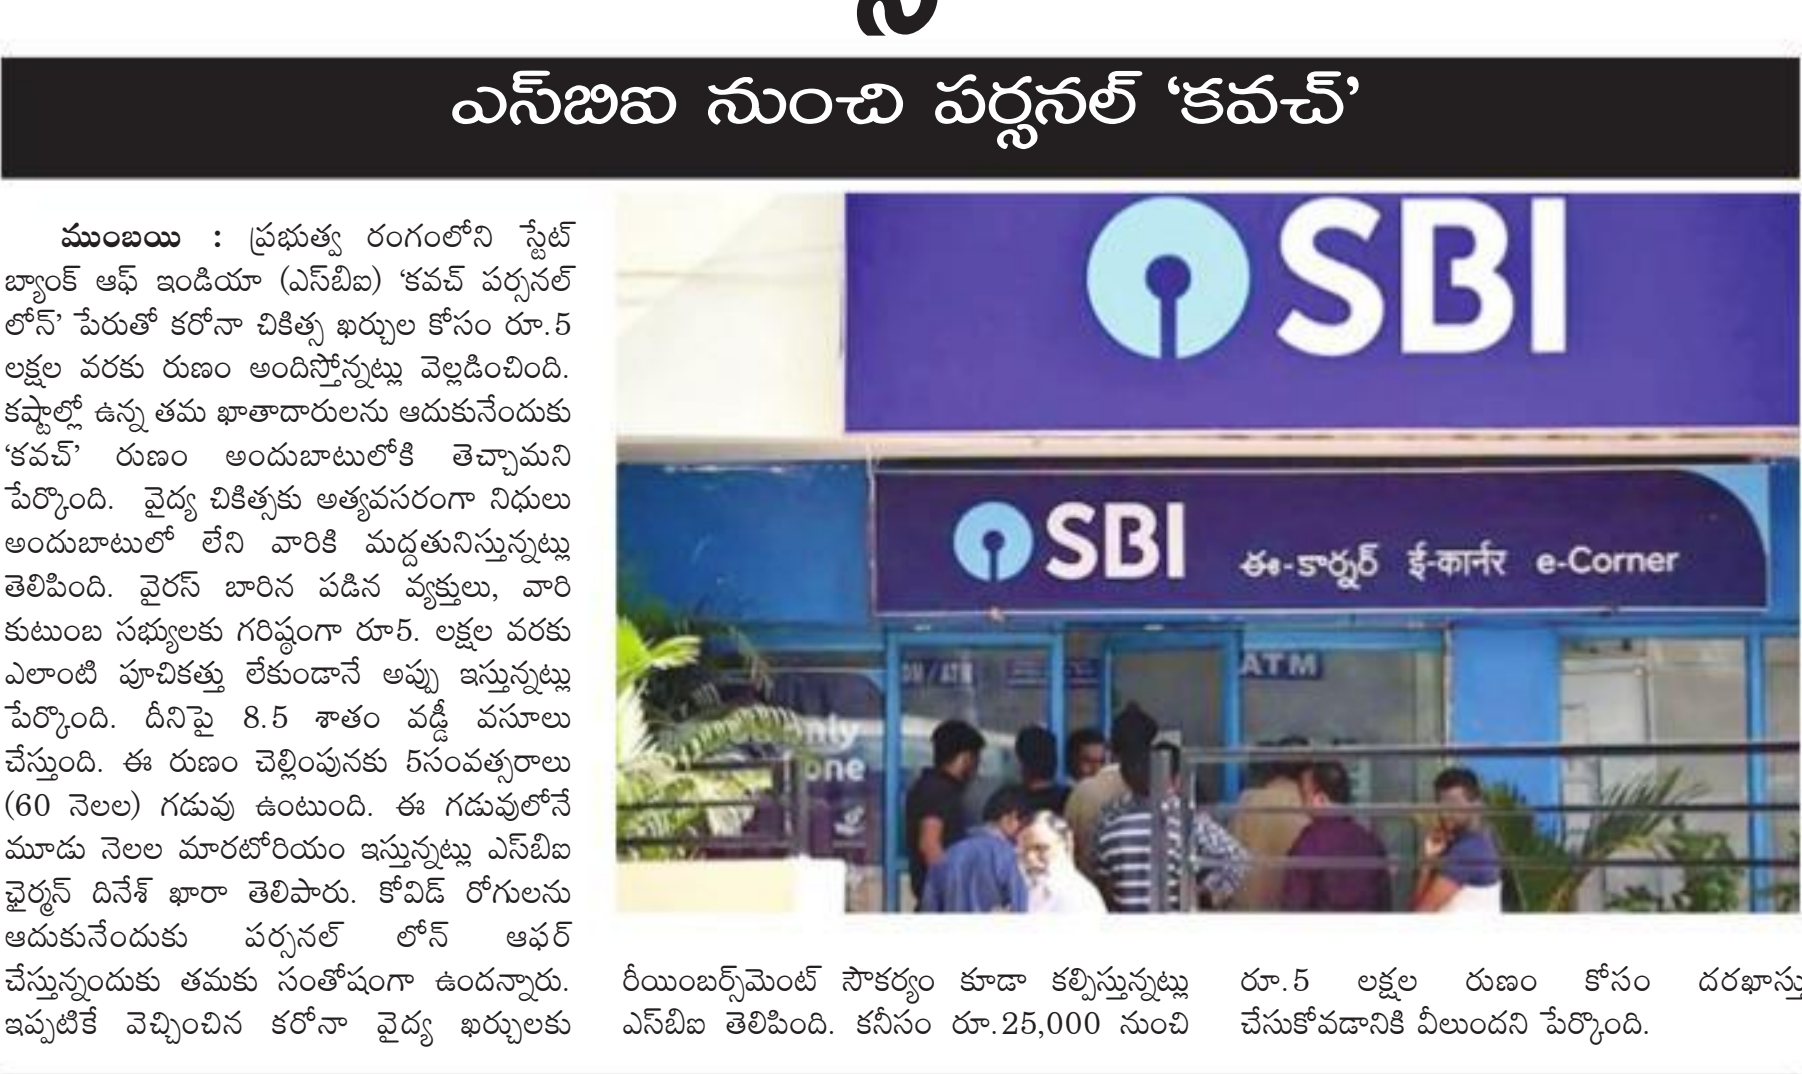 ఎస్‌బిఐ నుంచి పర్సనల్ ‘కవచ్’
ముంబయి : ప్రభుత్వ రంగంలోని స్టేట్
బ్యాంక్ ఆఫ్ ఇండియా (ఎస్‌బిఐ) ‘కవచ్ పర్సనల్
లోన్’ పేరుతో కరోనా చికిత్స ఖర్చుల కోసం రూ.5
లక్షల వరకు రుణం అందిస్తోన్నట్లు వెల్లడించింది.
కష్టాల్లో ఉన్న తమ ఖాతాదారులను ఆదుకునేందుకు
‘కవచ్’ రుణం అందుబాటులోకి తెచ్చామని
పేర్కొంది. వైద్య చికిత్సకు అత్యవసరంగా నిధులు
అందుబాటులో లేని వారికి మద్దతునిస్తున్నట్లు
తెలిపింది. వైరస్ బారిన పడిన వ్యక్తులు, వారి
కుటుంబ సభ్యులకు గరిష్ఠంగా రూ5. లక్షల వరకు
ఎలాంటి పూచికత్తు లేకుండానే అప్పు ఇస్తున్నట్లు
పేర్కొంది. దీనిపై 8.5 శాతం వడ్డీ వసూలు
చేస్తుంది. ఈ రుణం చెల్లింపునకు 5సంవత్సరాలు
(60 నెలల) గడువు ఉంటుంది. ఈ గడువులోనే
మూడు నెలల మారటోరియం ఇస్తున్నట్లు ఎస్‌బిఐ
ఛైర్మన్ దినేశ్ ఖారా తెలిపారు. కోవిడ్ రోగులను
ఆదుకునేందుకు పర్సనల్ లోన్ ఆఫర్
చేస్తున్నందుకు తమకు సంతోషంగా ఉందన్నారు.
ఇప్పటికే వెచ్చించిన కరోనా వైద్య ఖర్చులకు
రీయింబర్స్‌మెంట్ సౌకర్యం కూడా కల్పిస్తున్నట్లు
ఎస్‌బిఐ తెలిపింది. కనీసం రూ.25,000 నుంచి
రూ.5 లక్షల రుణం కోసం దరఖాస్తు
చేసుకోవడానికి వీలుందని పేర్కొంది.
SBI
SBI ఈ-కార్నర్ ई-कार्नर e-Corner
ATM